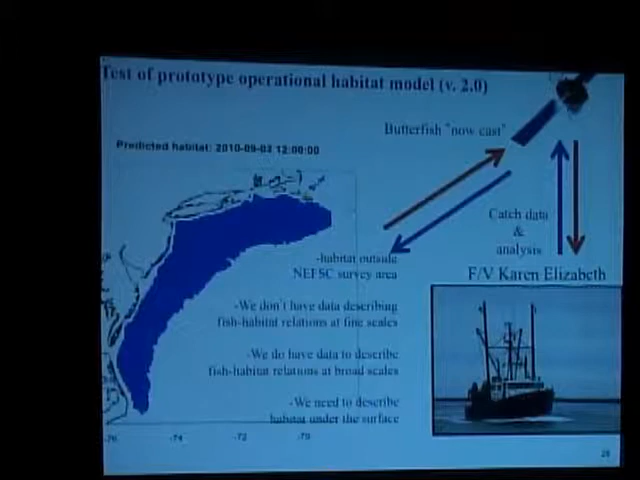 Test of prototype operational habitat model (v. 2.0)
Butterfish "now cast"
Predicted habitat: 2010-09-03 12:00:00
Catch data
&
analysis
-habitat outside
NEFSC survey area
F/V Karen Elizabeth
-We don't have data describing
fish-habitat relations at fine scales
-We do have data to describe
fish-habitat relations at broad scales
-We need to describe
habitat under the surface
-76 -74 -72 -70